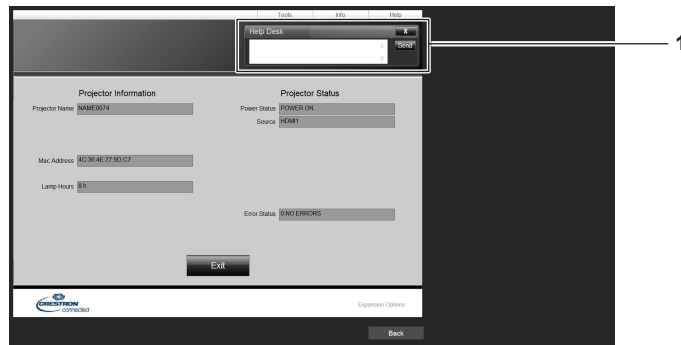 Tools Info Help
Help Desk X
Send
1
Projector Information Projector Status
Projector Name NAME0074 Power Status POWER ON
Source HDMI1
Mac Address 4C:36:4E:77:9D:C7
Lamp Hours 8 h
Error Status 0:NO ERRORS
Exit
CRESTRON
connected
Expansion Options
Back